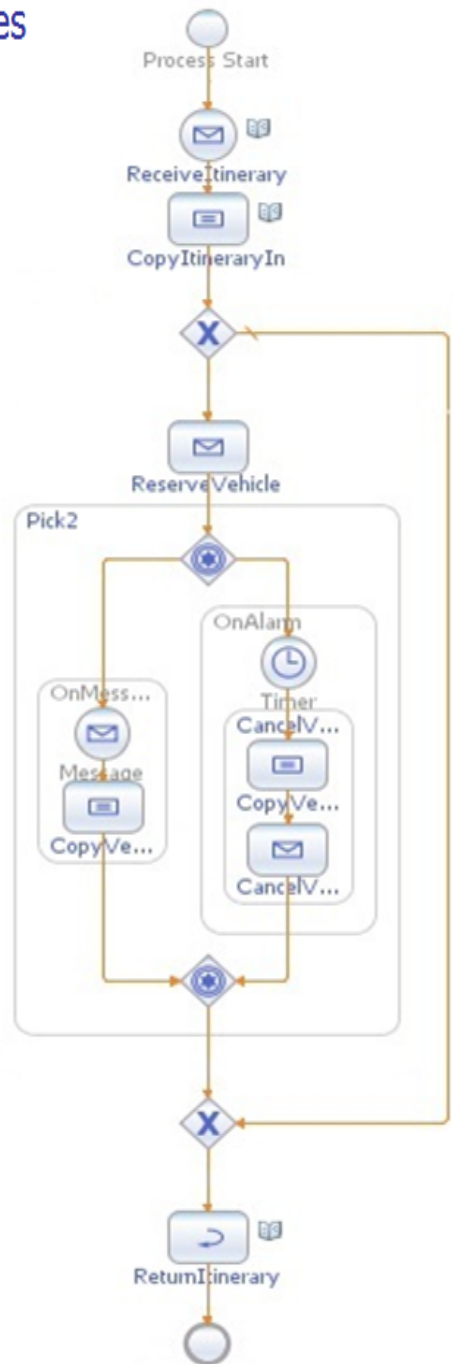 es
Process Start
ReceiveItinerary
CopyItineraryIn
X
ReserveVehicle
Pick2
OnAlarm
OnMess...
Timer
CancelV...
Message
CopyVe...
CopyVe...
CancelV...
X
ReturnItinerary